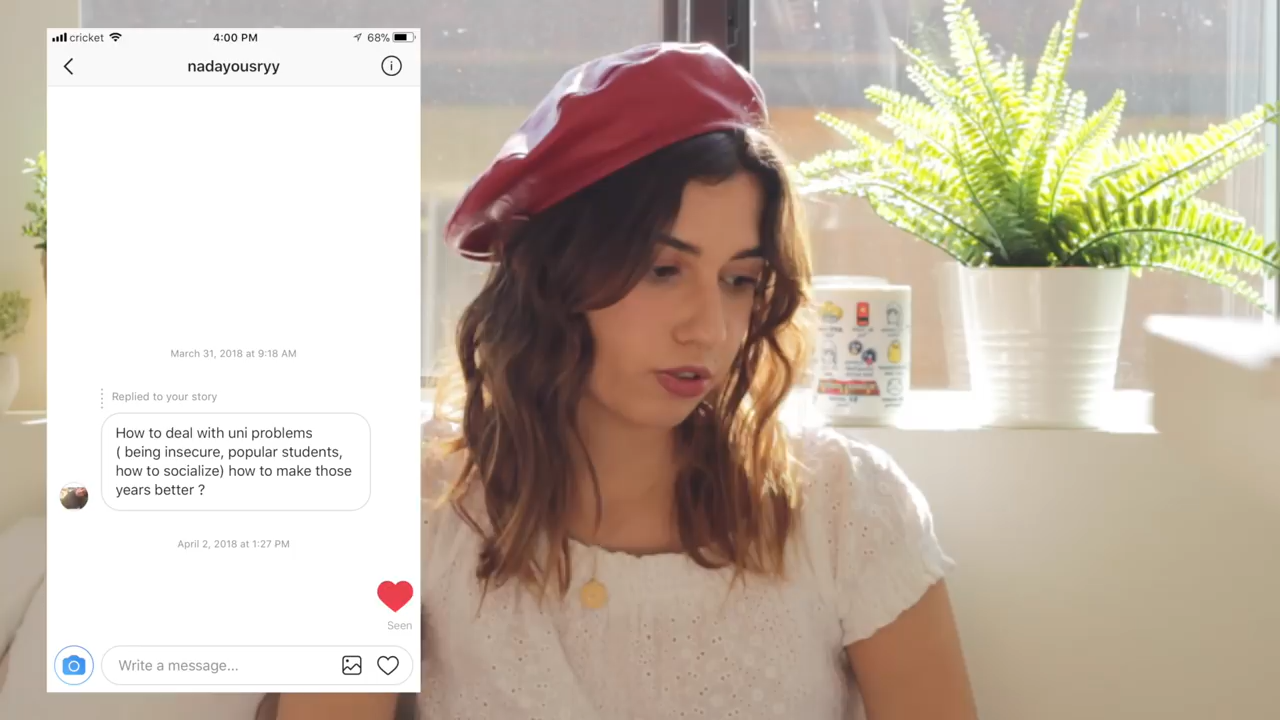 cricket 4:00 PM 68%
nadayousryy
March 31, 2018 at 9:18 AM
Replied to your story
How to deal with uni problems
( being insecure, popular students,
how to socialize) how to make those
years better ?
April 2, 2018 at 1:27 PM
Seen
Write a message...